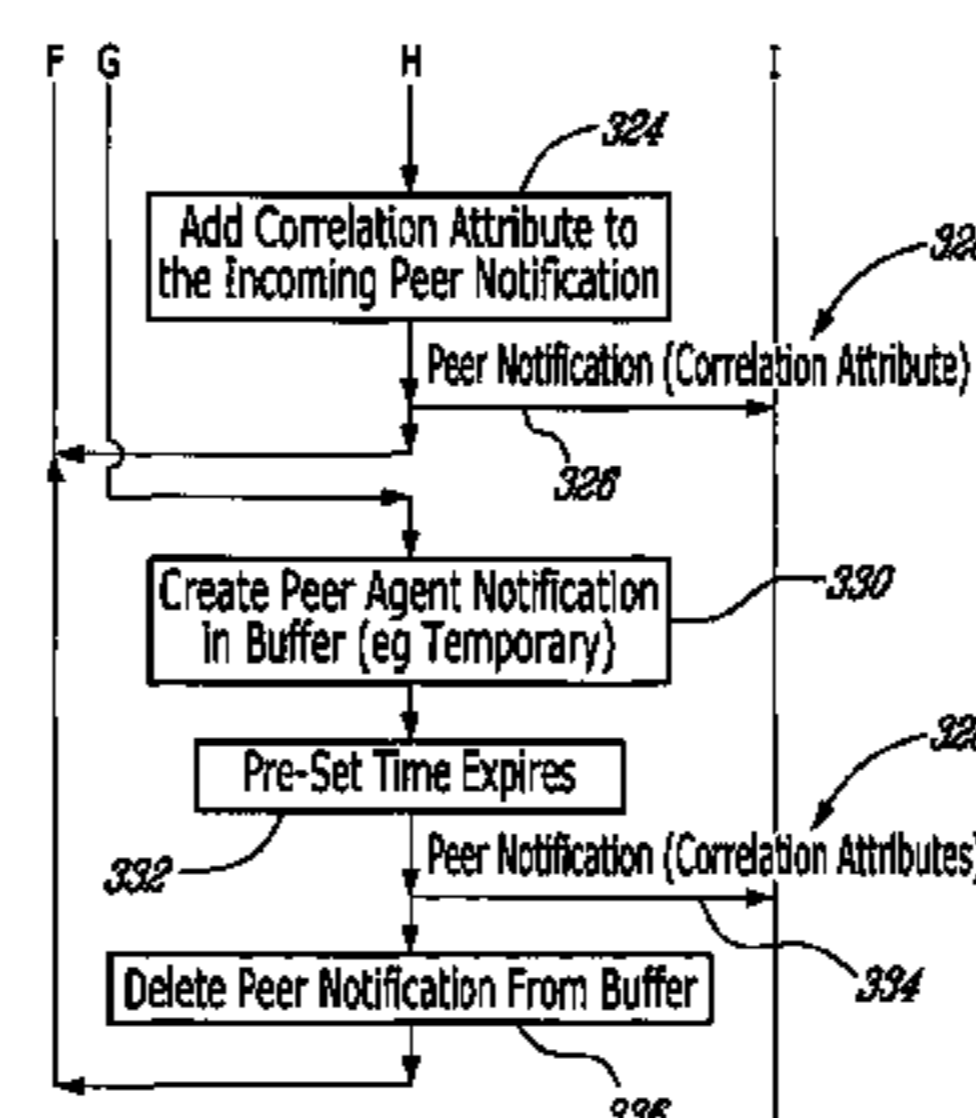 F G H I
324
Add Correlation Attribute to
the Incoming Peer Notification
Peer Notification (Correlation Attribute)
326
330
Create Peer Agent Notification
in Buffer (eg Temporary)
Pre-Set Time Expires
332
Peer Notification (Correlation Attributes)
334
Delete Peer Notification From Buffer